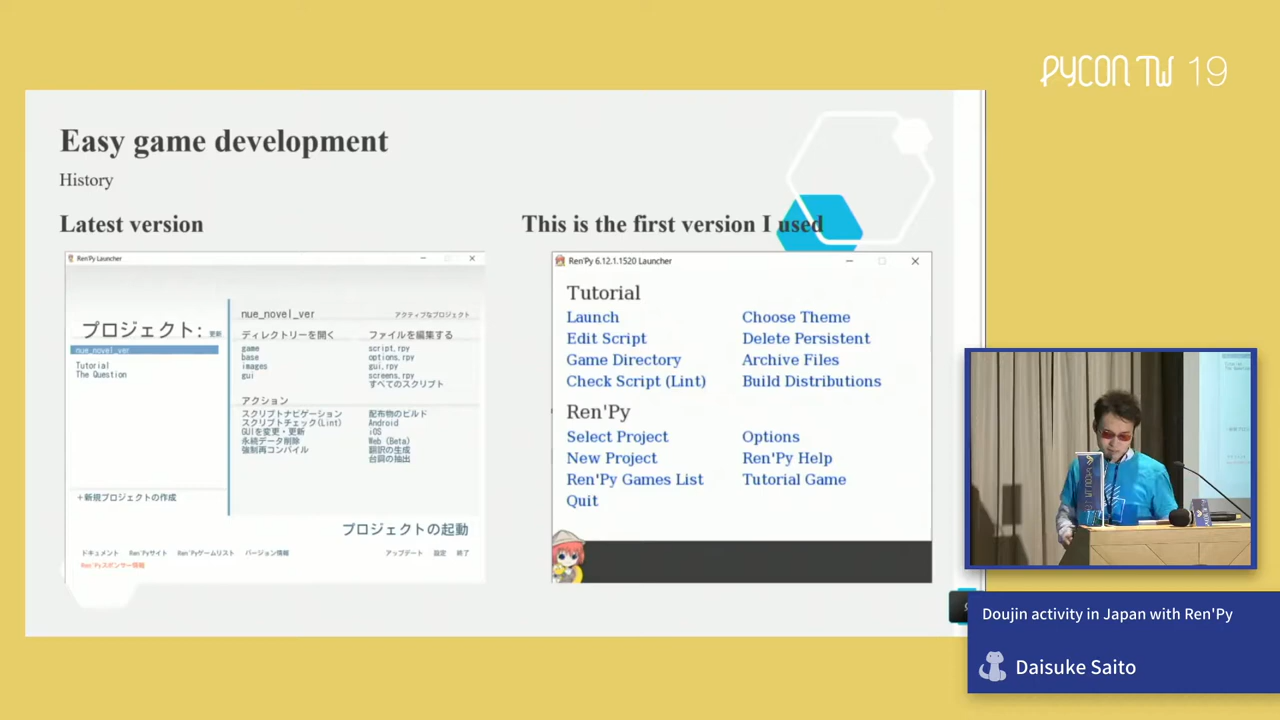 PYCON TW 19
Easy game development
History
Latest version
This is the first version I used
Ren'Py Launcher
プロジェクト: 更新
nue_novel_ver
Tutorial
The Question
+新規プロジェクトの作成
nue_novel_ver アクティブなプロジェクト
ディレクトリーを開く ファイルを編集する
game script.rpy
base options.rpy
images gui.rpy
gui screens.rpy
すべてのスクリプト
アクション
スクリプトナビゲーション 配布物のビルド
スクリプトチェック(Lint) Android
GUIを変更・更新 iOS
永続データ削除 Web (Beta)
強制再コンパイル 翻訳の生成
台詞の抽出
プロジェクトの起動
ドキュメント Ren'Pyサイト Ren'Pyゲームリスト バージョン情報 アップデート 設定 終了
Ren'Pyスポンサー情報
Ren'Py 6.12.1.1520 Launcher
Tutorial
Launch Choose Theme
Edit Script Delete Persistent
Game Directory Archive Files
Check Script (Lint) Build Distributions
Ren'Py
Select Project Options
New Project Ren'Py Help
Ren'Py Games List Tutorial Game
Quit
Doujin activity in Japan with Ren'Py
Daisuke Saito